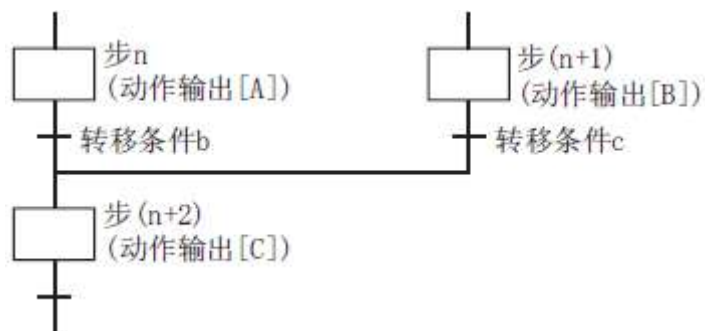 步n
(动作输出[A])
步(n+1)
(动作输出[B])
转移条件b
转移条件c
步(n+2)
(动作输出[C])